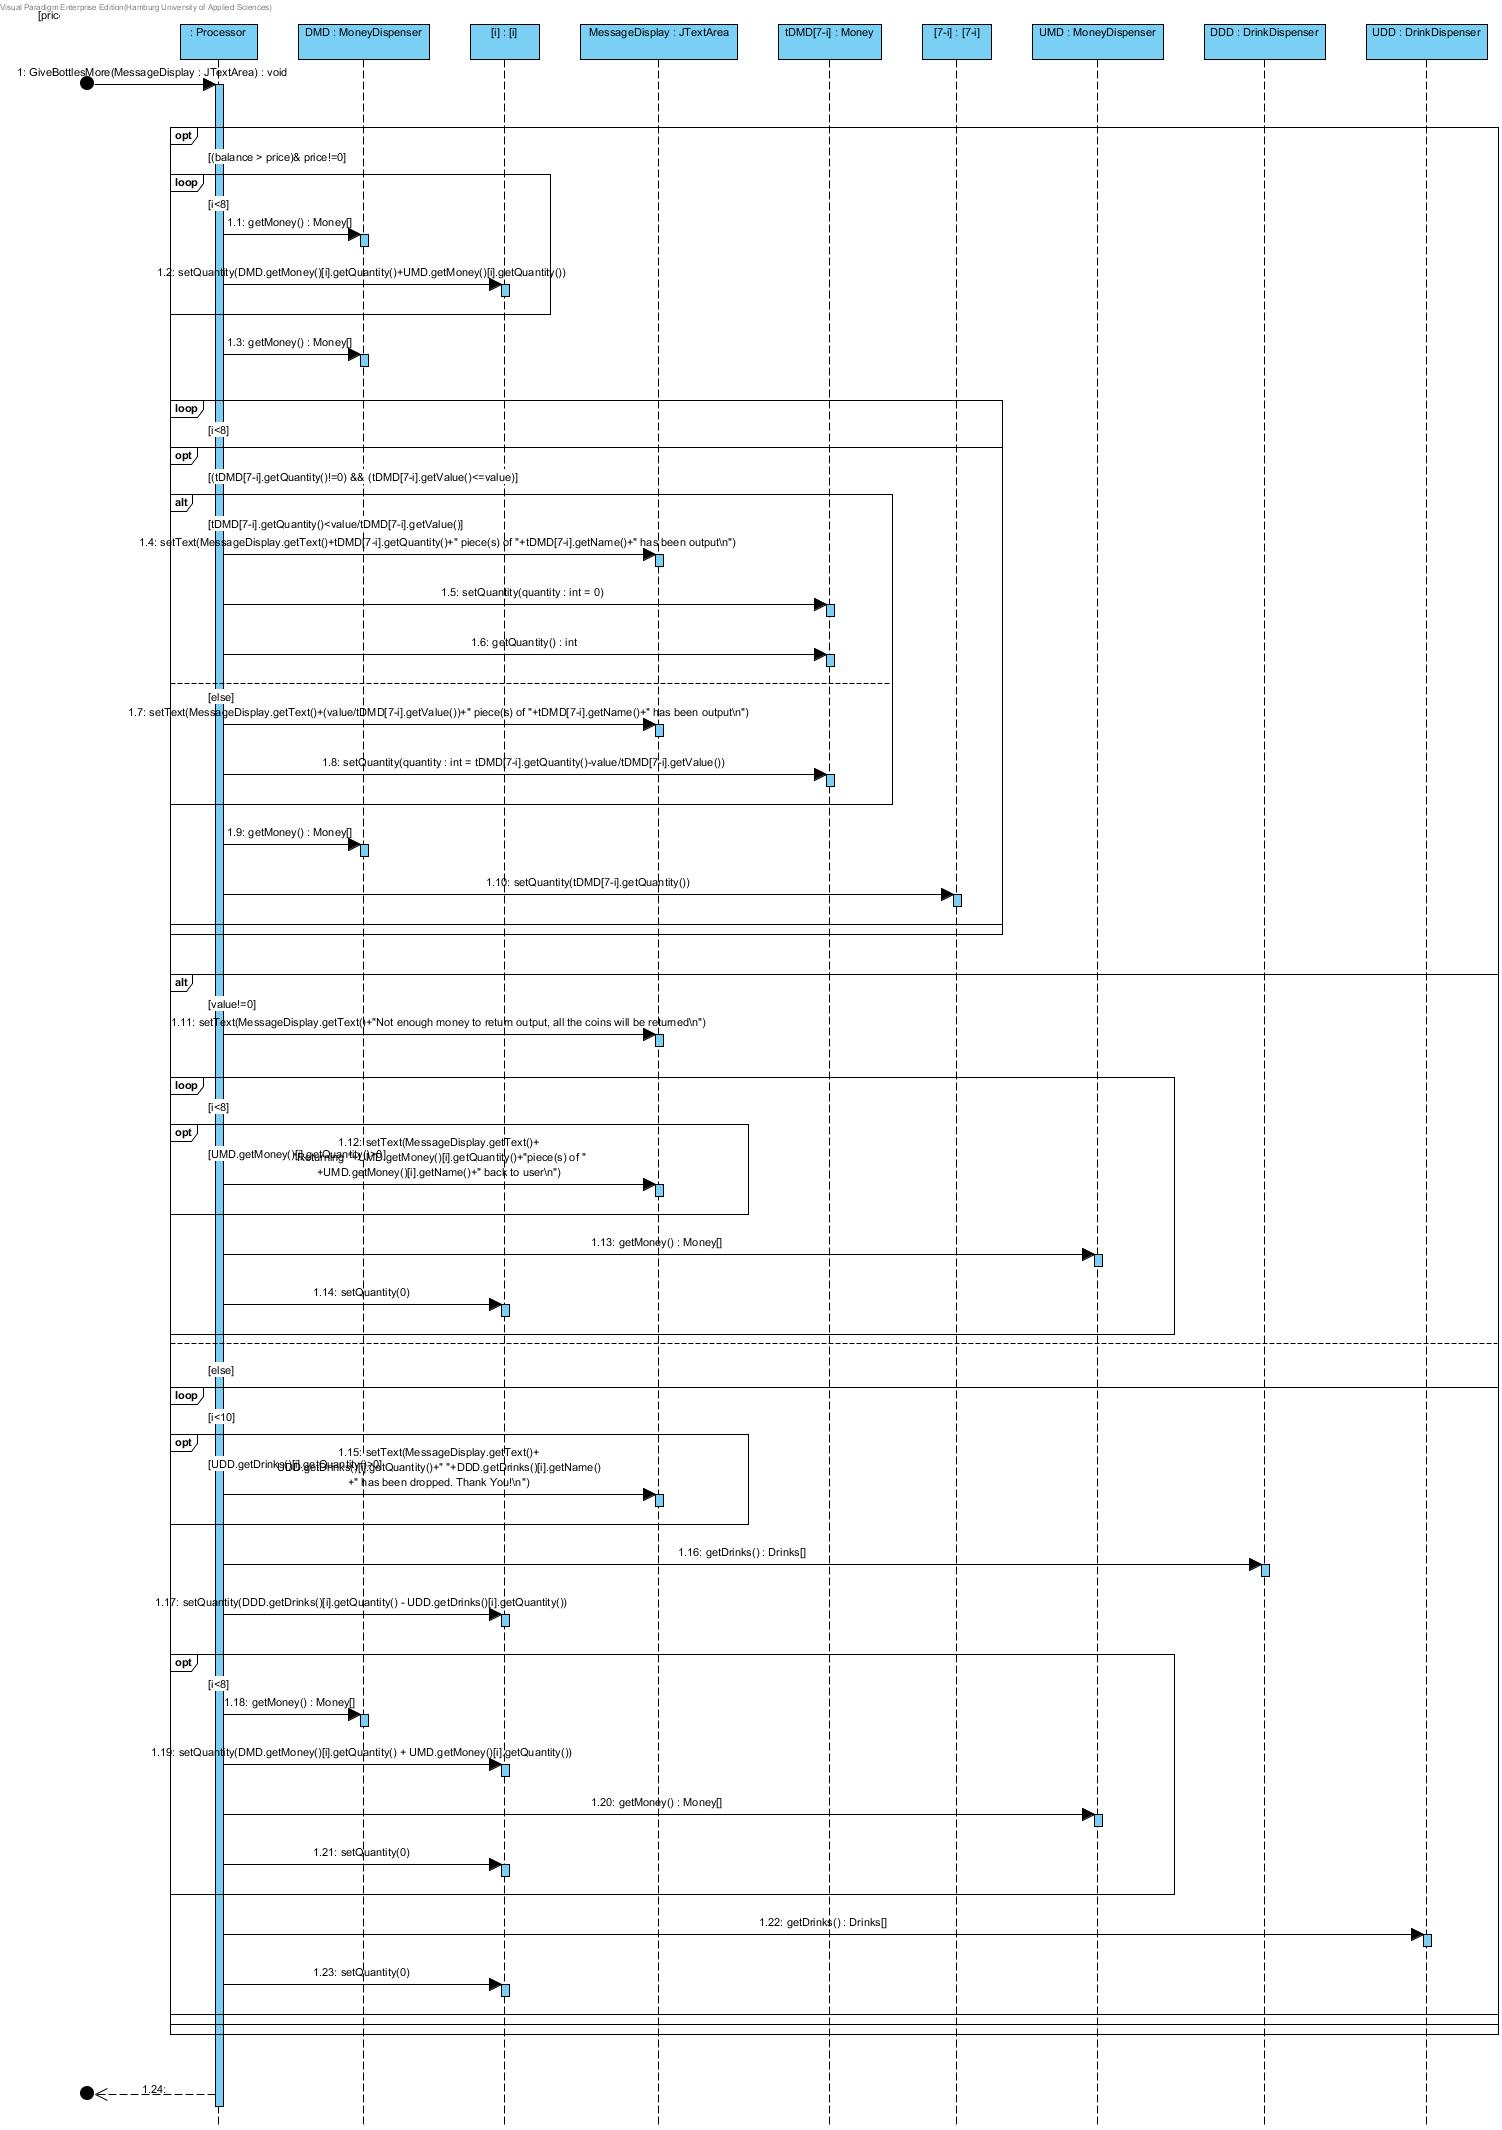 Visual Paradigm Enterprise Edition(Hamburg University of Applied Sciences)
[pric
: Processor
DMD : MoneyDispenser
[i] : [i]
MessageDisplay : JTextArea
tDMD[7-i] : Money
[7-i] : [7-i]
UMD : MoneyDispenser
DDD : DrinkDispenser
UDD : DrinkDispenser
1: GiveBottlesMore(MessageDisplay : JTextArea) : void
opt
[(balance > price)& price!=0]
loop
[i<8]
1.1: getMoney() : Money[]
1.2: setQuantity(DMD.getMoney()[i].getQuantity()+UMD.getMoney()[i].getQuantity())
1.3: getMoney() : Money[]
loop
[i<8]
opt
[(tDMD[7-i].getQuantity()!=0) && (tDMD[7-i].getValue()<=value)]
alt
[tDMD[7-i].getQuantity()<value/tDMD[7-i].getValue()]
1.4: setText(MessageDisplay.getText()+tDMD[7-i].getQuantity()+" piece(s) of "+tDMD[7-i].getName()+" has been output\n")
1.5: setQuantity(quantity : int = 0)
1.6: getQuantity() : int
[else]
1.7: setText(MessageDisplay.getText()+(value/tDMD[7-i].getValue())+" piece(s) of "+tDMD[7-i].getName()+" has been output\n")
1.8: setQuantity(quantity : int = tDMD[7-i].getQuantity()-value/tDMD[7-i].getValue())
1.9: getMoney() : Money[]
1.10: setQuantity(tDMD[7-i].getQuantity())
alt
[value!=0]
1.11: setText(MessageDisplay.getText()+"Not enough money to return output, all the coins will be returned\n")
loop
[i<8]
opt
1.12: setText(MessageDisplay.getText()+
[UMD.getMoney()[i].getQuantity()>0]
"Returning "+UMD.getMoney()[i].getQuantity()+"piece(s) of "
+UMD.getMoney()[i].getName()+" back to user\n")
1.13: getMoney() : Money[]
1.14: setQuantity(0)
[else]
loop
[i<10]
opt
1.15: setText(MessageDisplay.getText()+
[UDD.getDrinks()[i].getQuantity()>0]
UDD.getDrinks()[i].getQuantity()+" "+DDD.getDrinks()[i].getName()
+" has been dropped. Thank You!\n")
1.16: getDrinks() : Drinks[]
1.17: setQuantity(DDD.getDrinks()[i].getQuantity() - UDD.getDrinks()[i].getQuantity())
opt
[i<8]
1.18: getMoney() : Money[]
1.19: setQuantity(DMD.getMoney()[i].getQuantity() + UMD.getMoney()[i].getQuantity())
1.20: getMoney() : Money[]
1.21: setQuantity(0)
1.22: getDrinks() : Drinks[]
1.23: setQuantity(0)
1.24: